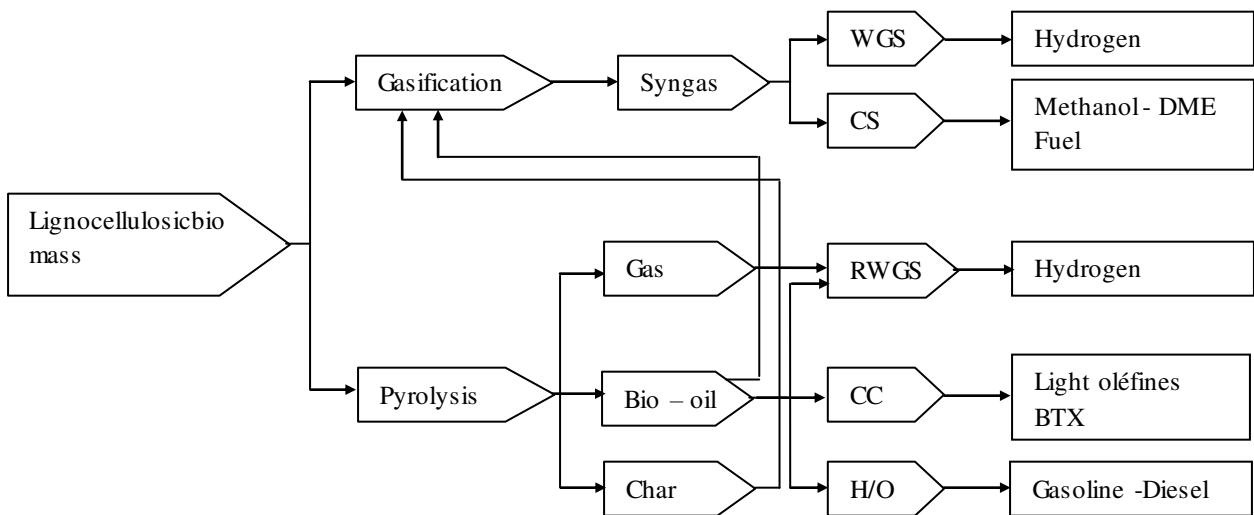 WGS
Hydrogen
Gasification
Syngas
CS
Methanol - DME
Fuel
Lignocellulosicbio
mass
Gas
RWGS
Hydrogen
Pyrolysis
Bio – oil
CC
Light oléfines
BTX
Char
H/O
Gasoline -Diesel